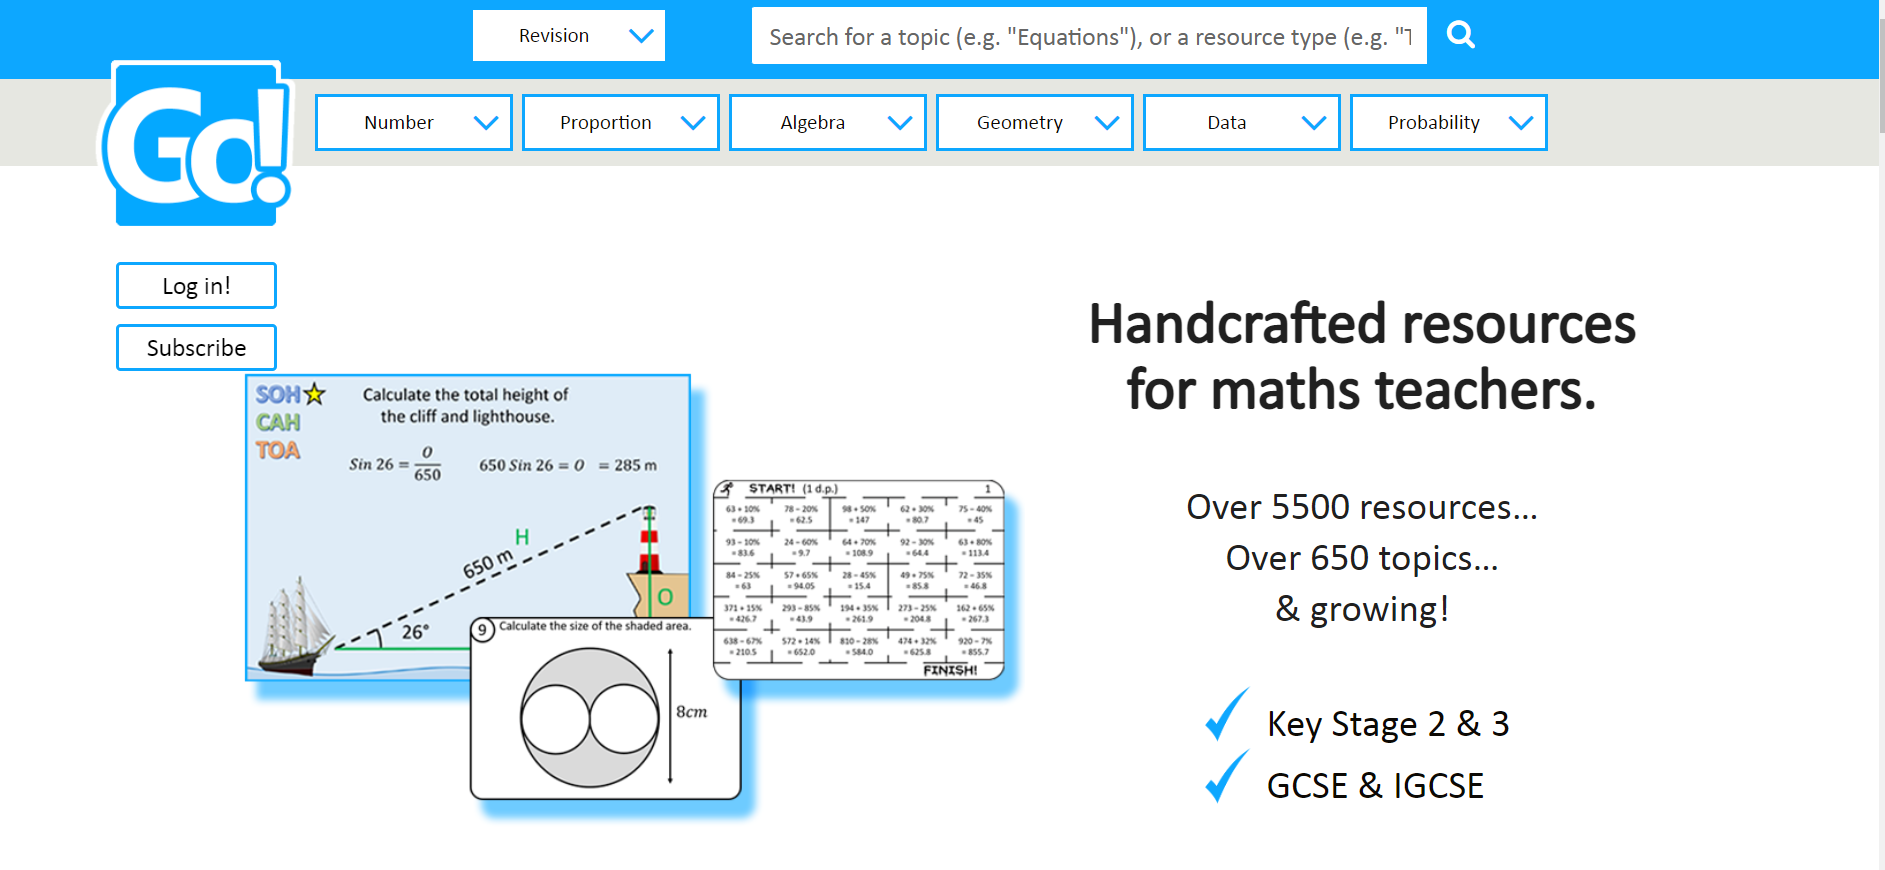 Revision
Search for a topic (e.g. "Equations"), or a resource type (e.g. "T
Go!
Number
Proportion
Algebra
Geometry
Data
Probability
Log in!
Subscribe
Handcrafted resources
for maths teachers.
Over 5500 resources...
Over 650 topics...
& growing!
Key Stage 2 & 3
GCSE & IGCSE
SOH
CAH
TOA
Calculate the total height of
the cliff and lighthouse.
Sin 26 = O/650
650 Sin 26 = O = 285 m
H
650 m
O
26°
9 Calculate the size of the shaded area.
8cm
START! (1 d.p.) 1
63 + 10% 78 – 20% 98 + 50% 62 + 30% 75 – 40%
= 69.3 = 62.5 = 147 = 80.7 = 45
93 – 10% 24 – 60% 64 + 70% 92 – 30% 63 + 80%
= 83.6 = 9.7 = 108.9 = 64.4 = 113.4
84 – 25% 57 + 65% 28 – 45% 49 + 75% 72 – 35%
= 63 = 94.05 = 15.4 = 85.8 = 46.8
371 + 15% 293 – 85% 194 + 35% 273 – 25% 162 + 65%
= 426.7 = 43.9 = 261.9 = 204.8 = 267.3
638 – 67% 572 + 14% 810 – 28% 474 + 32% 920 – 7%
= 210.5 = 652.0 = 584.0 = 625.8 = 855.7
FINISH!